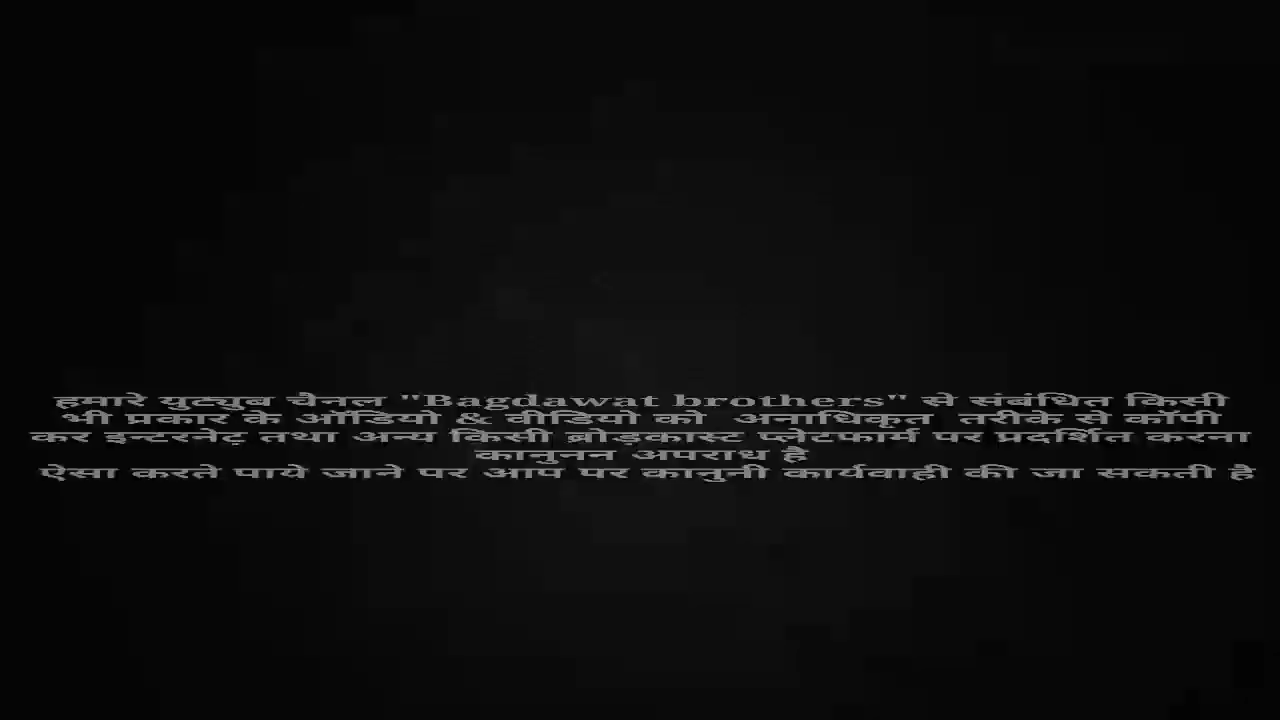 हमारे युट्युब चैनल "Bagdawat brothers" से संबंधित किसी
भी प्रकार के ऑडियो & वीडियो को अनाधिकृत तरीके से कॉपी
कर इन्टरनेट् तथा अन्य किसी ब्रोड़कास्ट प्लेटफार्म पर प्रदर्शित करना
कानुनन अपराध है
ऐसा करते पाये जाने पर आप पर कानुनी कार्यवाही की जा सकती है